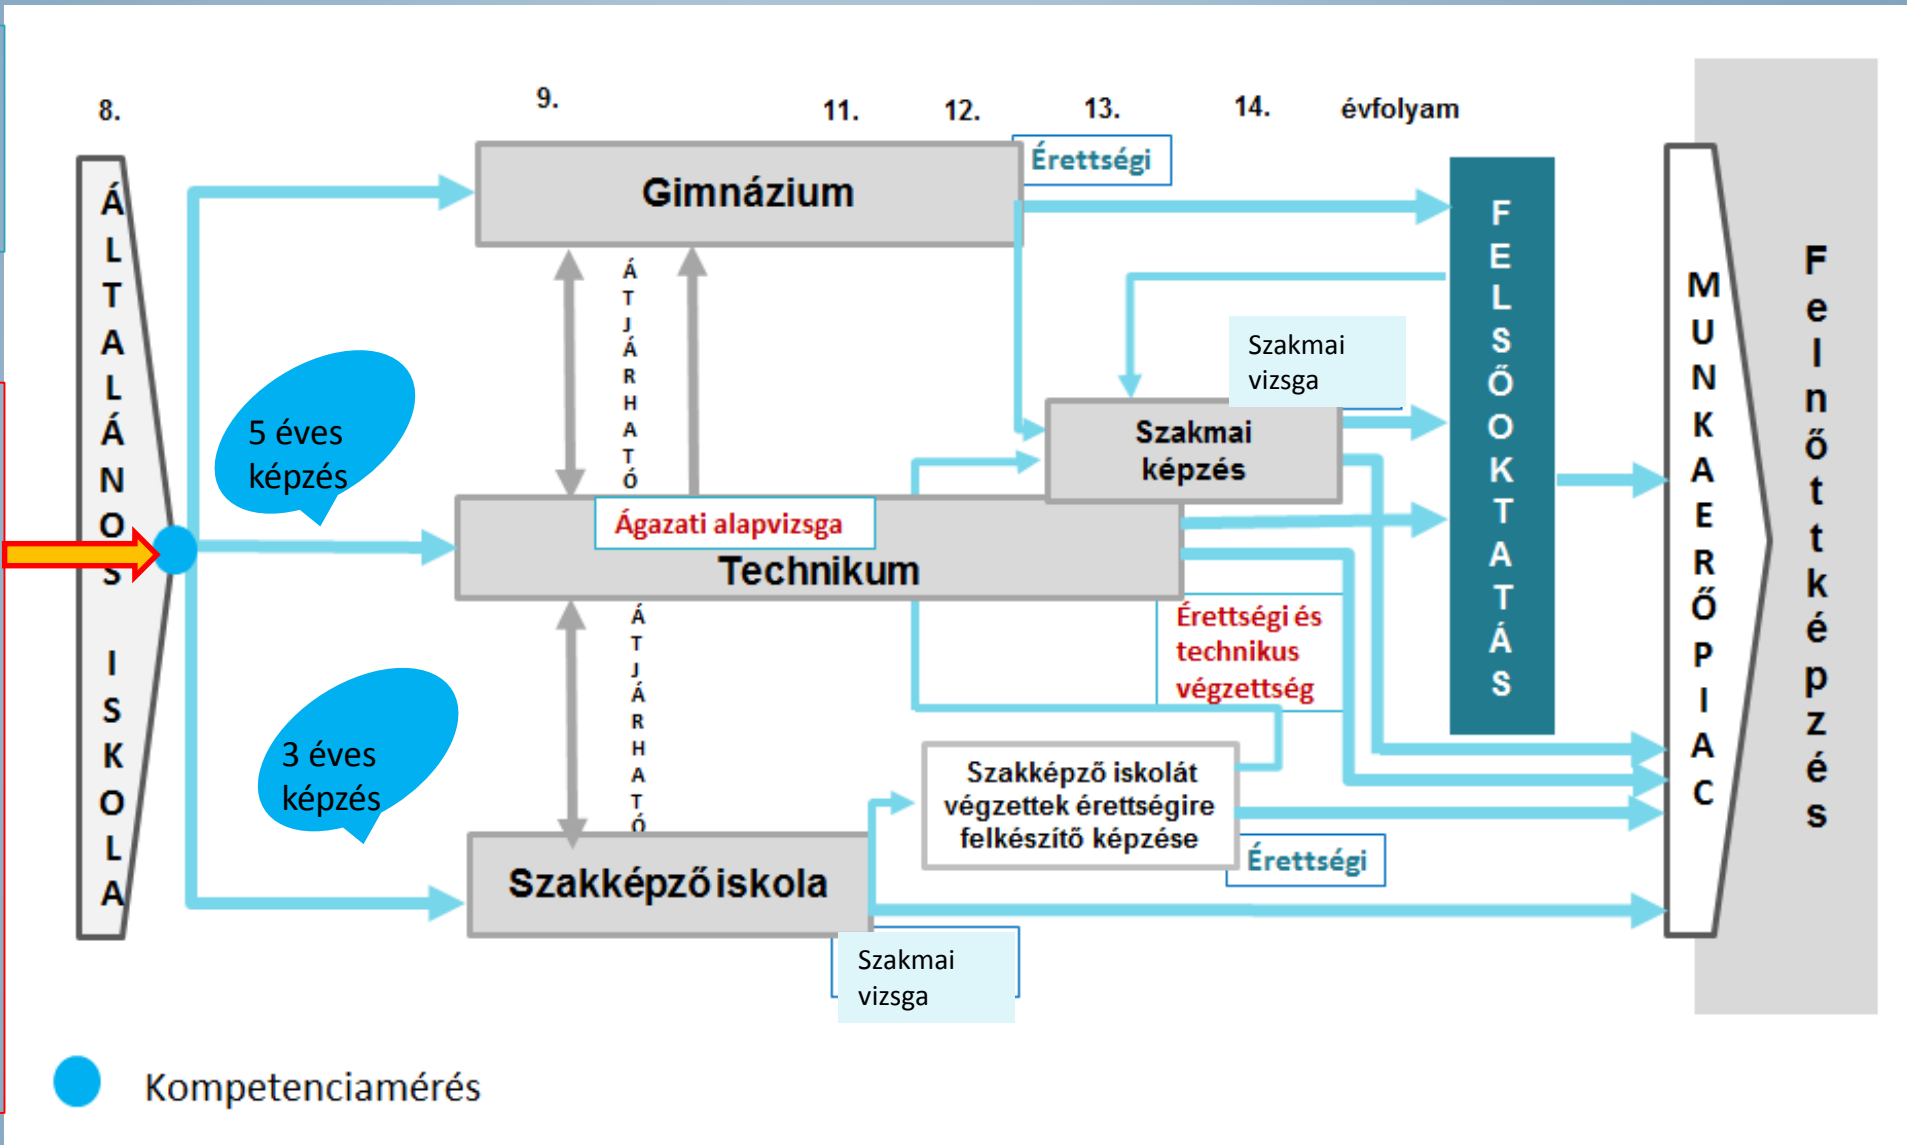 8.
9.
11.
12.
13.
14.
évfolyam
ÁLTALÁNOS ISKOLA
Gimnázium
Érettségi
ÁTJÁRHATÓ
5 éves
képzés
Ágazati alapvizsga
Technikum
Szakmai
képzés
Szakmai
vizsga
Érettségi és
technikus
végzettség
ÁTJÁRHATÓ
3 éves
képzés
Szakképző iskola
Szakmai
vizsga
Szakképző iskolát
végzettek érettségire
felkészítő képzése
Érettségi
FELSŐOKTATÁS
MUNKAERŐPIAC
Felnőttképzés
Kompetenciamérés